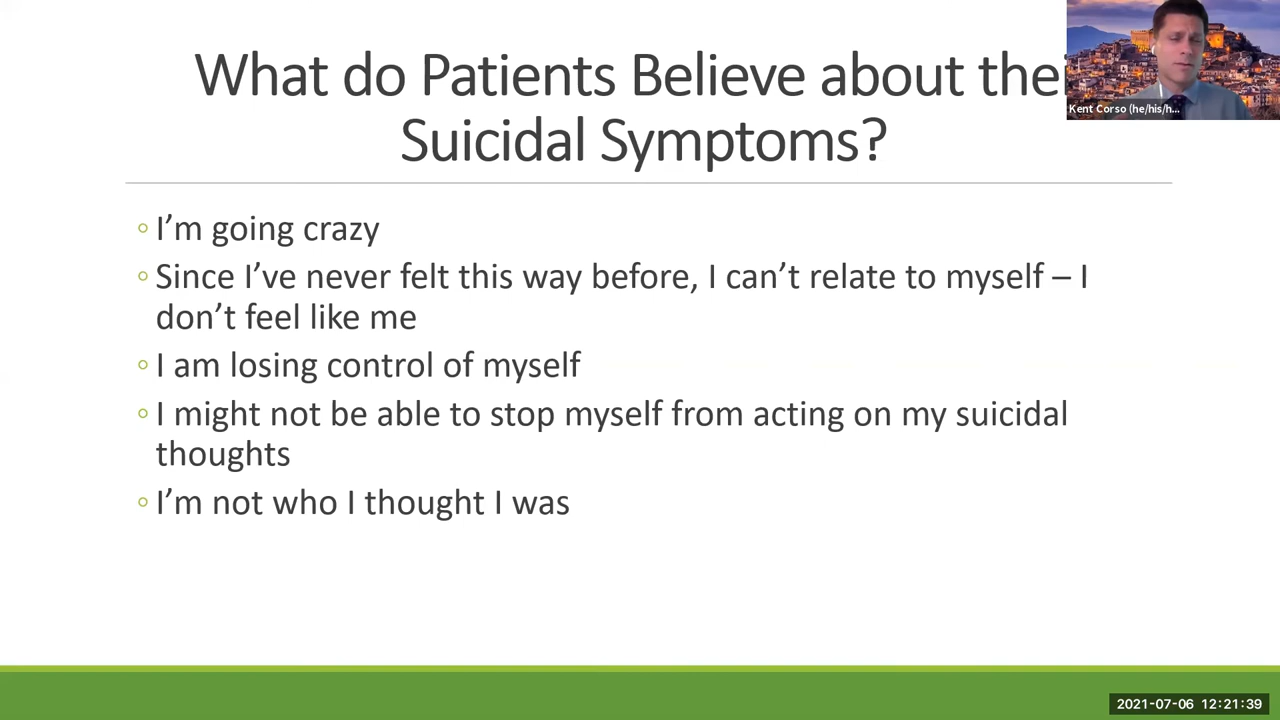 What do Patients Believe about thei
Suicidal Symptoms?
Kent Corso (he/his/h...
◦ I’m going crazy
◦ Since I’ve never felt this way before, I can’t relate to myself – I
don’t feel like me
◦ I am losing control of myself
◦ I might not be able to stop myself from acting on my suicidal
thoughts
◦ I’m not who I thought I was
2021-07-06 12:21:39